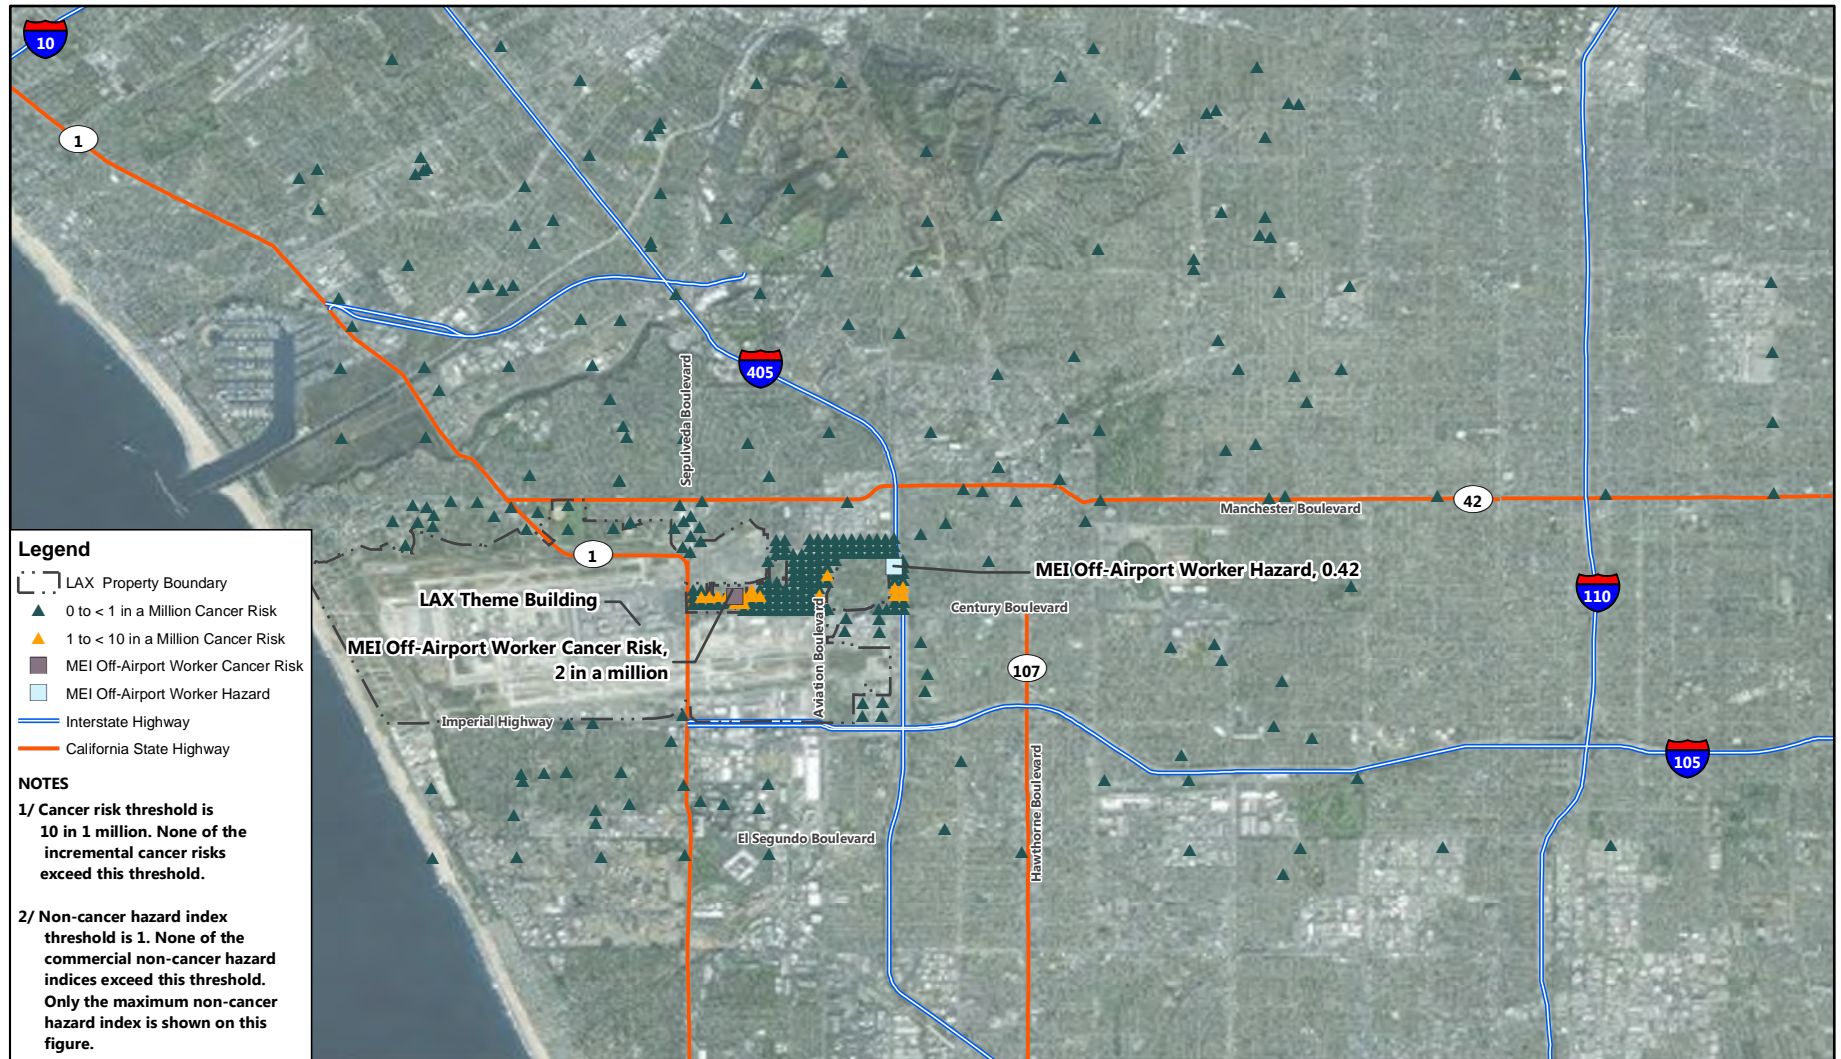 10
1
405
Sepulveda Boulevard
42
Manchester Boulevard
1
MEI Off-Airport Worker Hazard, 0.42
110
LAX Theme Building
Century Boulevard
MEI Off-Airport Worker Cancer Risk,
2 in a million
Aviation Boulevard
107
Imperial Highway
105
Hawthorne Boulevard
El Segundo Boulevard
Legend
LAX Property Boundary
0 to < 1 in a Million Cancer Risk
1 to < 10 in a Million Cancer Risk
MEI Off-Airport Worker Cancer Risk
MEI Off-Airport Worker Hazard
Interstate Highway
California State Highway
NOTES
1/ Cancer risk threshold is
10 in 1 million. None of the
incremental cancer risks
exceed this threshold.
2/ Non-cancer hazard index
threshold is 1. None of the
commercial non-cancer hazard
indices exceed this threshold.
Only the maximum non-cancer
hazard index is shown on this
figure.